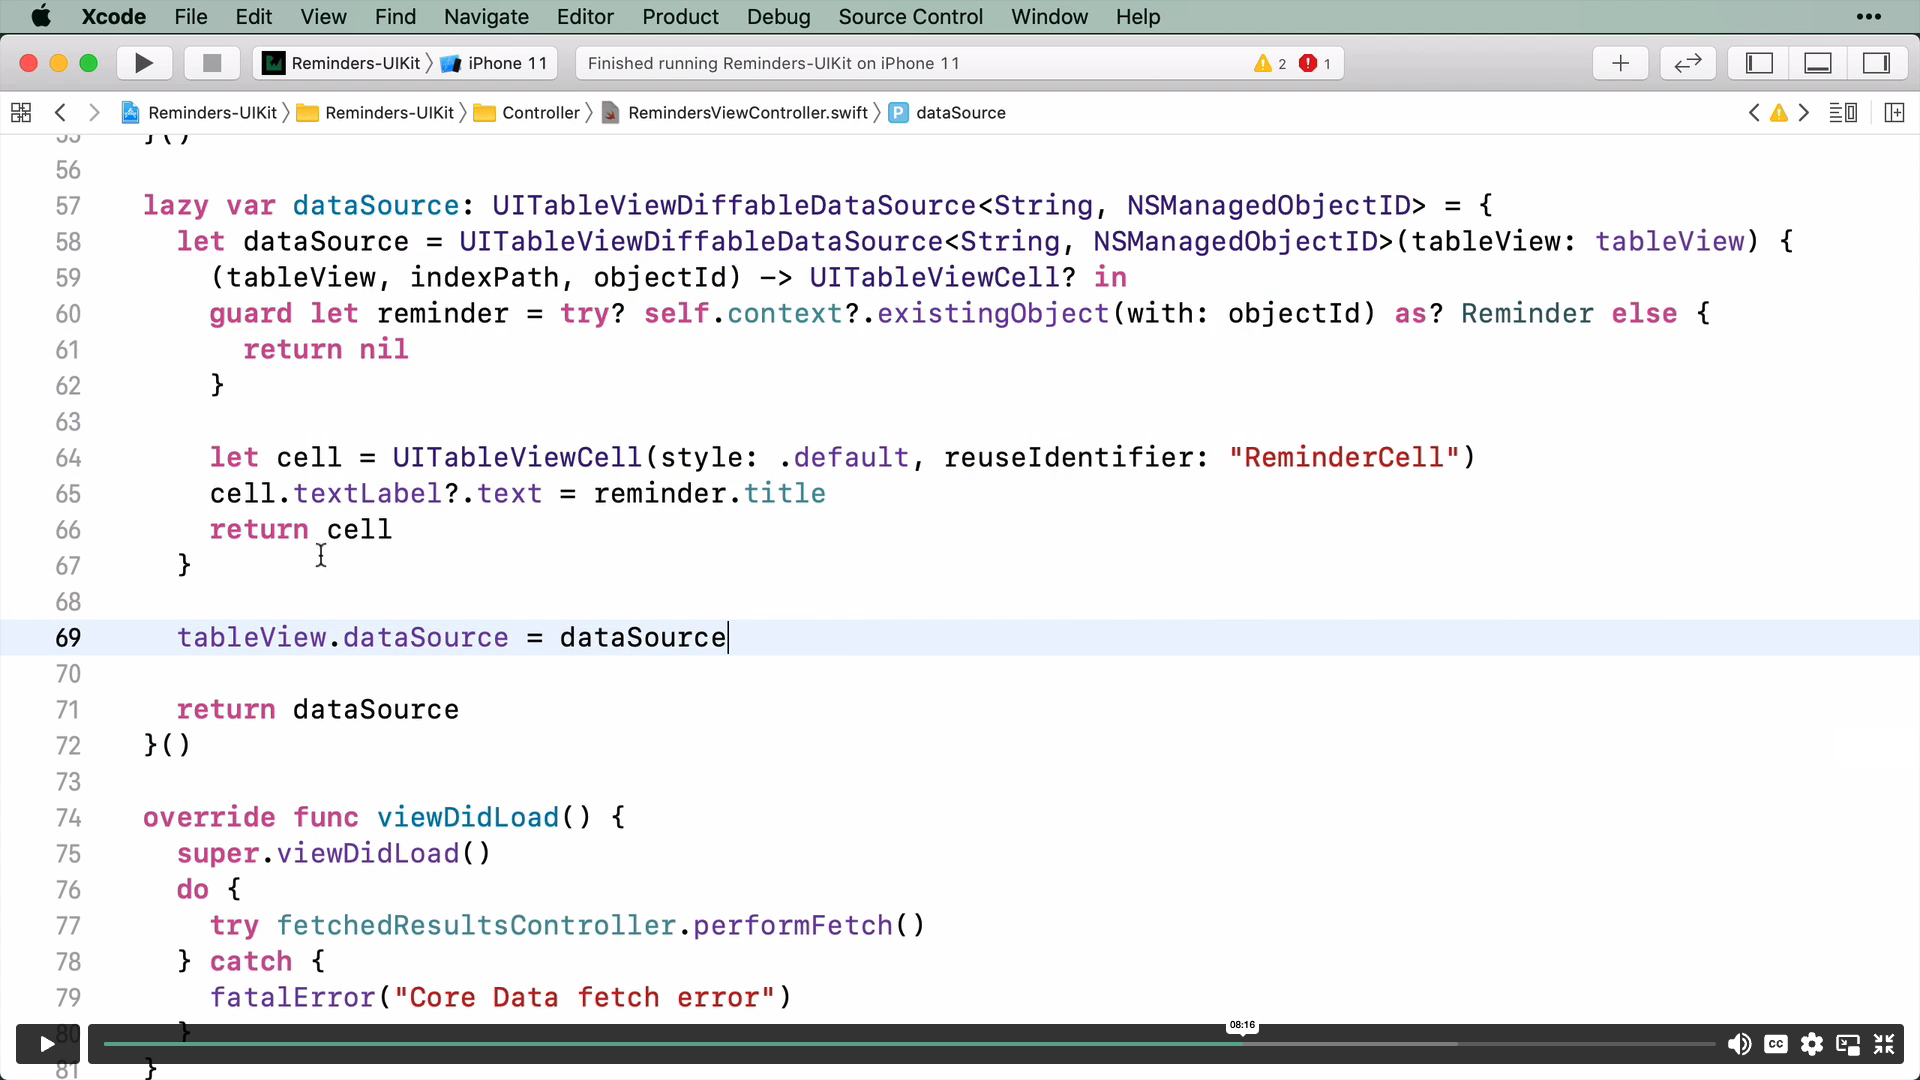 Xcode File Edit View Find Navigate Editor Product Debug Source Control Window Help
Reminders-UIKit iPhone 11 Finished running Reminders-UIKit on iPhone 11 2 1
Reminders-UIKit Reminders-UIKit Controller RemindersViewController.swift P dataSource
55 }()
56
57 lazy var dataSource: UITableViewDiffableDataSource<String, NSManagedObjectID> = {
58 let dataSource = UITableViewDiffableDataSource<String, NSManagedObjectID>(tableView: tableView) {
59 (tableView, indexPath, objectId) -> UITableViewCell? in
60 guard let reminder = try? self.context?.existingObject(with: objectId) as? Reminder else {
61 return nil
62 }
63
64 let cell = UITableViewCell(style: .default, reuseIdentifier: "ReminderCell")
65 cell.textLabel?.text = reminder.title
66 return cell
67 }
68
69 tableView.dataSource = dataSource
70
71 return dataSource
72 }()
73
74 override func viewDidLoad() {
75 super.viewDidLoad()
76 do {
77 try fetchedResultsController.performFetch()
78 } catch {
79 fatalError("Core Data fetch error")
80 }
08:16
CC
81 }